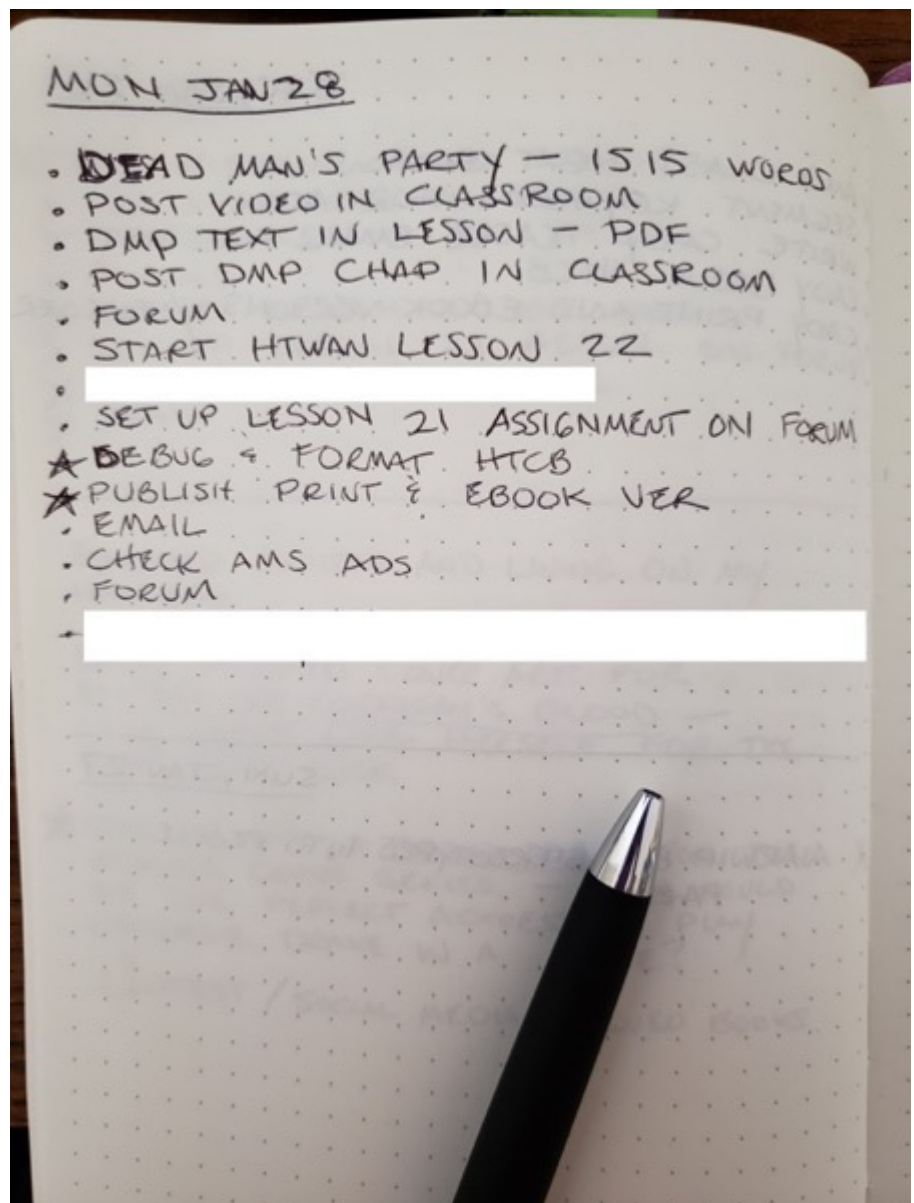 MON JAN 28
• DEAD MAN'S PARTY — 1515 WORDS
• POST VIDEO IN CLASSROOM
• DMP TEXT IN LESSON — PDF
• POST DMP CHAP IN CLASSROOM
• FORUM
• START HTWAN LESSON 22
•
• SET UP LESSON 21 ASSIGNMENT ON FORUM
★ DEBUG & FORMAT HTCB
★ PUBLISH PRINT & EBOOK VER
• EMAIL
• CHECK AMS ADS
• FORUM
•